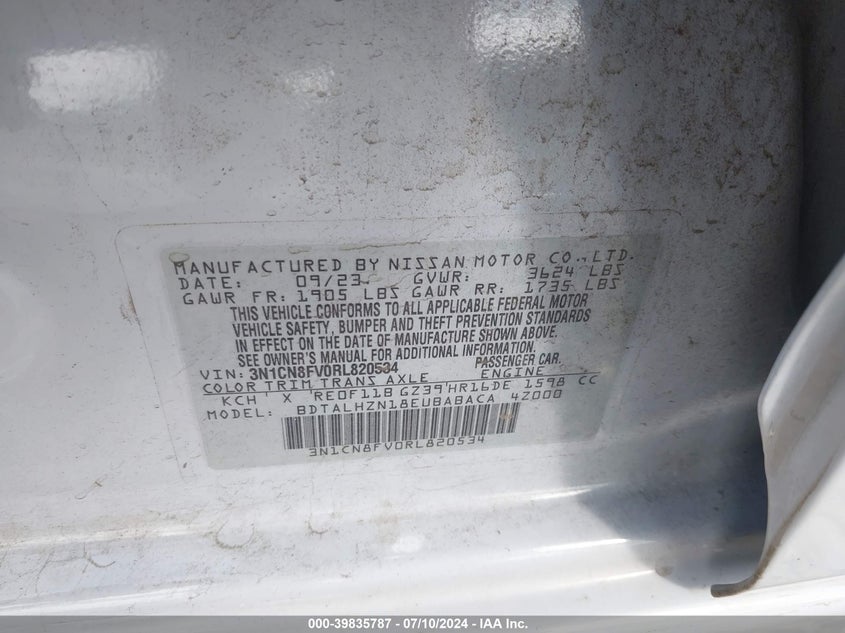 MANUFACTURED BY NISSAN MOTOR CO.,LTD.
DATE: 09/23 GVWR: 3624 LBS
GAWR FR: 1905 LBS GAWR RR: 1735 LBS
THIS VEHICLE CONFORMS TO ALL APPLICABLE FEDERAL MOTOR
VEHICLE SAFETY, BUMPER AND THEFT PREVENTION STANDARDS
IN EFFECT ON THE DATE OF MANUFACTURE SHOWN ABOVE.
SEE OWNER'S MANUAL FOR ADDITIONAL INFORMATION.
VIN: 3N1CN8FV0RL820534 PASSENGER CAR.
COLOR TRIM TRANS AXLE ENGINE
KCH X RE0F11B GZ39 HR16DE 1598 CC
MODEL: BDTALHZN18EUBABACA 4Z000
3N1CN8FV0RL820534
000-39835787 - 07/10/2024 - IAA Inc.